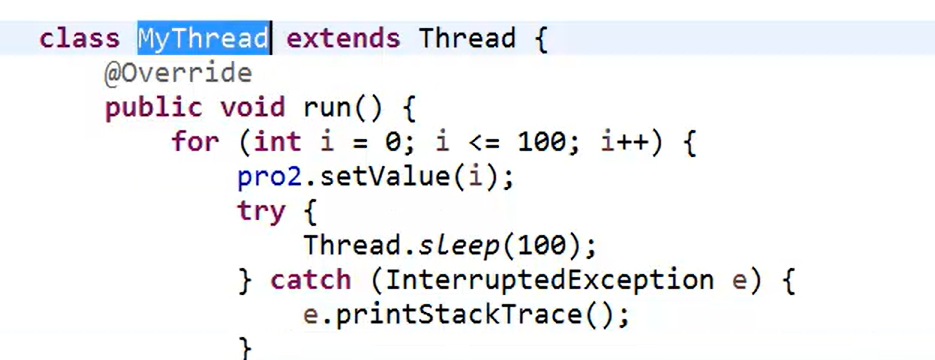 class MyThread extends Thread {
@Override
public void run() {
for (int i = 0; i <= 100; i++) {
pro2.setValue(i);
try {
Thread.sleep(100);
} catch (InterruptedException e) {
e.printStackTrace();
}